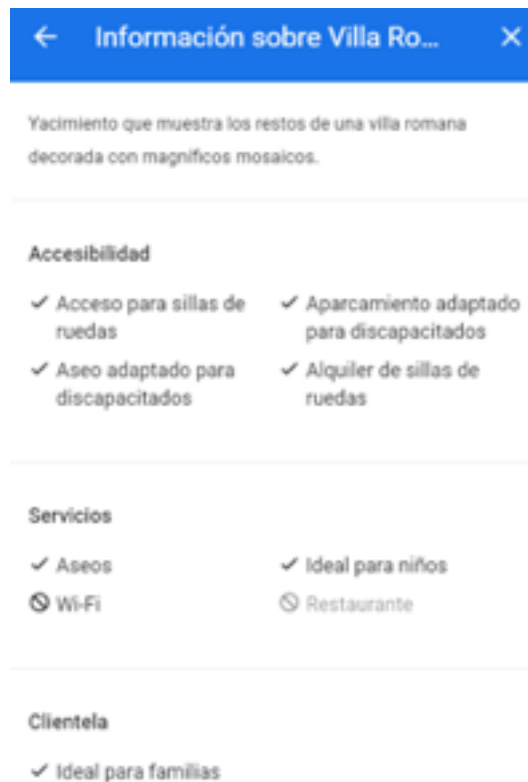 Información sobre Villa Ro...
Yacimiento que muestra los restos de una villa romana
decorada con magníficos mosaicos.
Accesibilidad
Acceso para sillas de
ruedas
Aparcamiento adaptado
para discapacitados
Aseo adaptado para
discapacitados
Alquiler de sillas de
ruedas
Servicios
Aseos
Ideal para niños
Wi-Fi
Restaurante
Clientela
Ideal para familias